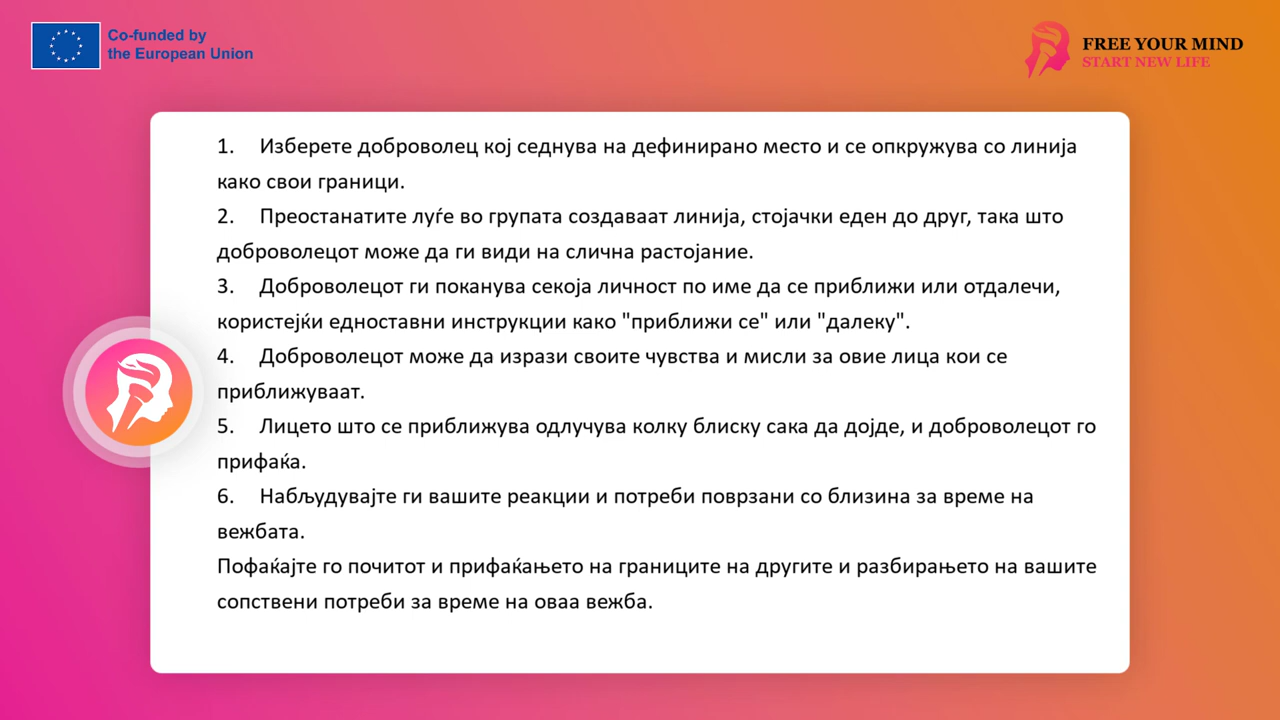 Co-funded by
the European Union
FREE YOUR MIND
START NEW LIFE
1. Изберете доброволец кој седнува на дефинирано место и се опкружува со линија
како свои граници.
2. Преостанатите луѓе во групата создаваат линија, стојачки еден до друг, така што
доброволецот може да ги види на слична растојание.
3. Доброволецот ги поканува секоја личност по име да се приближи или отдалечи,
користејќи едноставни инструкции како "приближи се" или "далеку".
4. Доброволецот може да изрази своите чувства и мисли за овие лица кои се
приближуваат.
5. Лицето што се приближува одлучува колку блиску сака да дојде, и доброволецот го
прифаќа.
6. Набљудувајте ги вашите реакции и потреби поврзани со близина за време на
вежбата.
Пофаќајте го почитот и прифаќањето на границите на другите и разбирањето на вашите
сопствени потреби за време на оваа вежба.